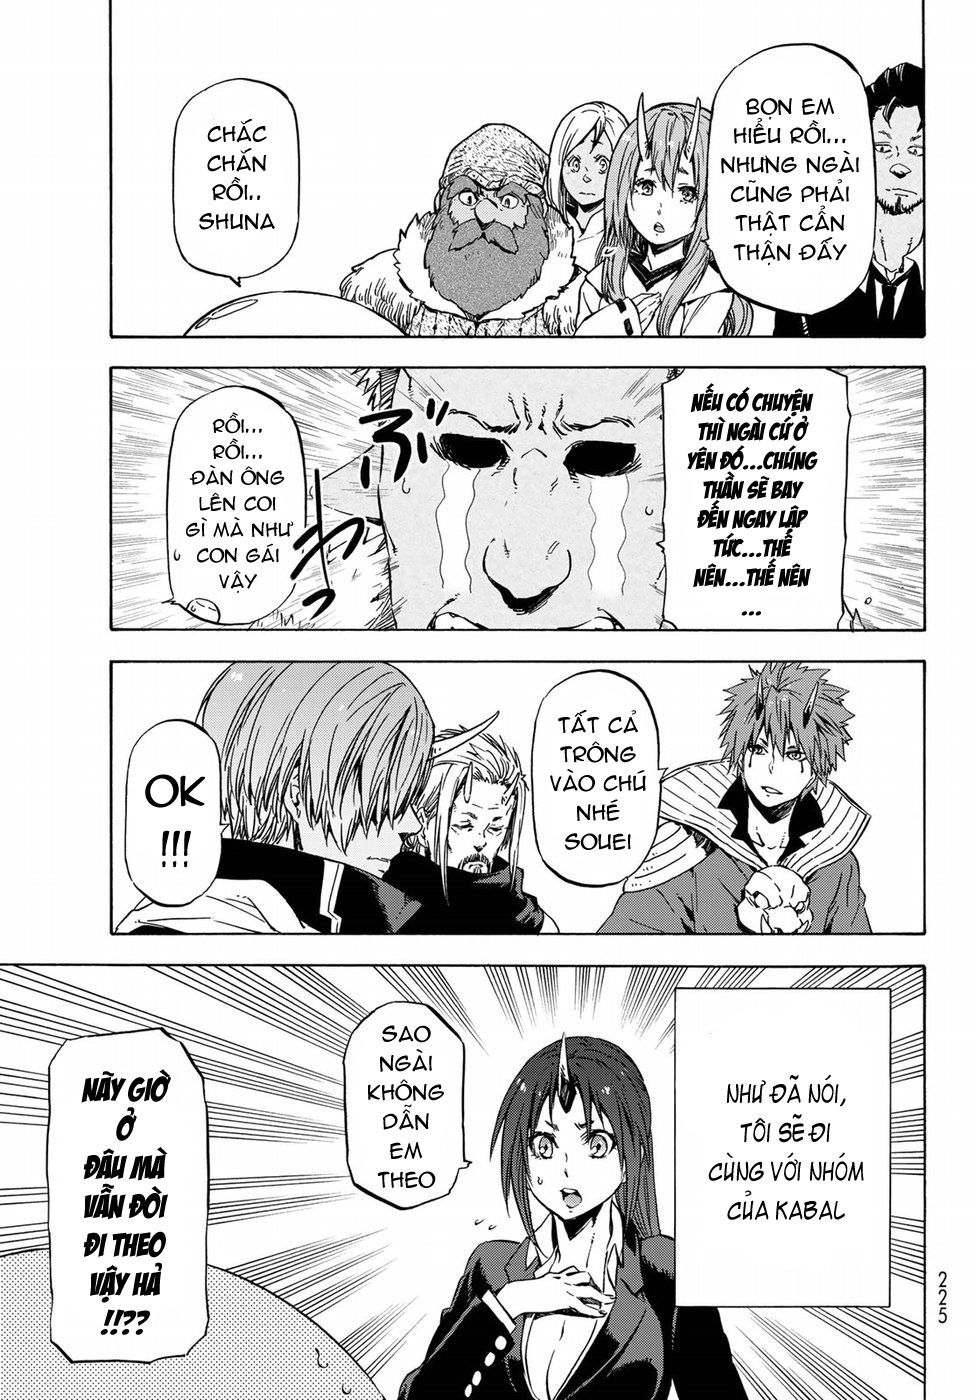 BỌN EM
HIỂU RỒI...
NHƯNG NGÀI
CŨNG PHẢI
THẬT CẨN
THẬN ĐẤY
CHẮC
CHẮN
RỒI..
SHUNA
NẾU CÓ CHUYỆN
THÌ NGÀI CỨ Ở
YÊN ĐÓ...CHÚNG
THẦN SẼ BAY
ĐẾN NGAY LẬP
TỨC...THẾ
NÊN...THẾ NÊN
...
ぶわっ
RỒI...
RỒI...
ĐÀN ÔNG
LÊN COI
GÌ MÀ NHƯ
CON GÁI
VẬY
TẤT CẢ
TRÔNG
VÀO CHÚ
NHÉ
SOUEI
OK
!!!
NHƯ ĐÃ NÓI,
TÔI SẼ ĐI
CÙNG VỚI NHÓM
CỦA KABAL
SAO
NGÀI
KHÔNG
DẪN
EM
THEO
NÃY GIỜ
Ở
ĐÂU MÀ
VẪN ĐÒI
ĐI THEO
VẬY HẢ
!!??
225